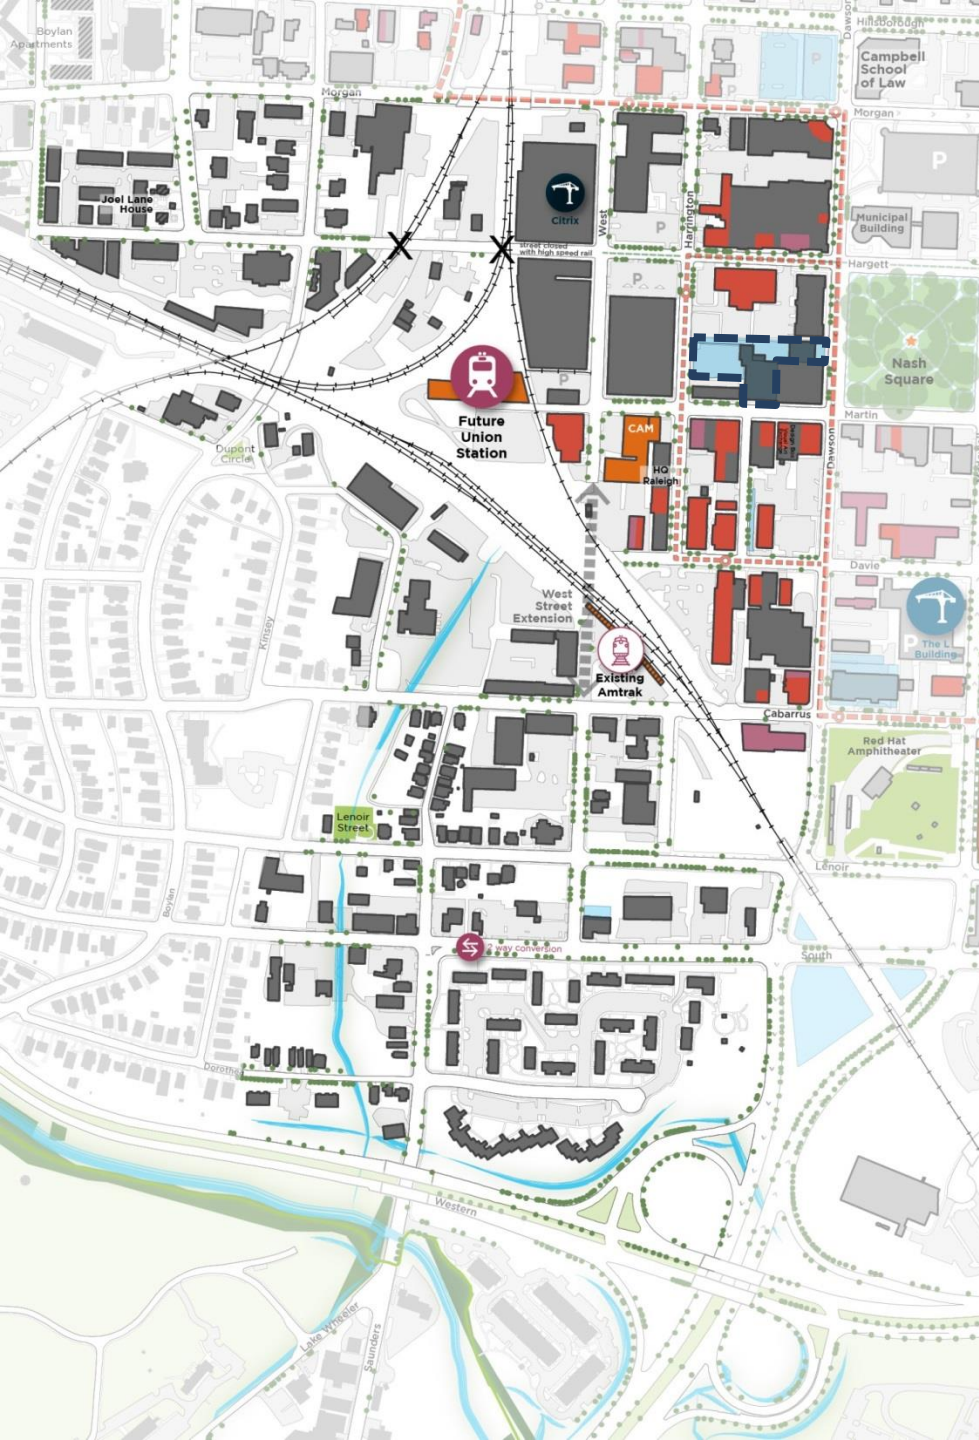 Boylan
Apartments
Hillsborough
Dawson
Campbell
School
of Law
P
P
Morgan
Morgan
P
Joel Lane
House
Citrix
West
Harrington
P
Municipal
Building
street closed
with high speed rail
Hargett
P
Nash
Square
P
Martin
Future
Union
Station
CAM
HQ
Raleigh
Dawson
Dupont
Circle
Davie
Kinsey
West
Street
Extension
P
The L
Building
Existing
Amtrak
Cabarrus
Red Hat
Amphitheater
Lenoir
Street
Lenoir
Boylan
2 way conversion
South
Dorothea
Western
Lake Wheeler
Saunders